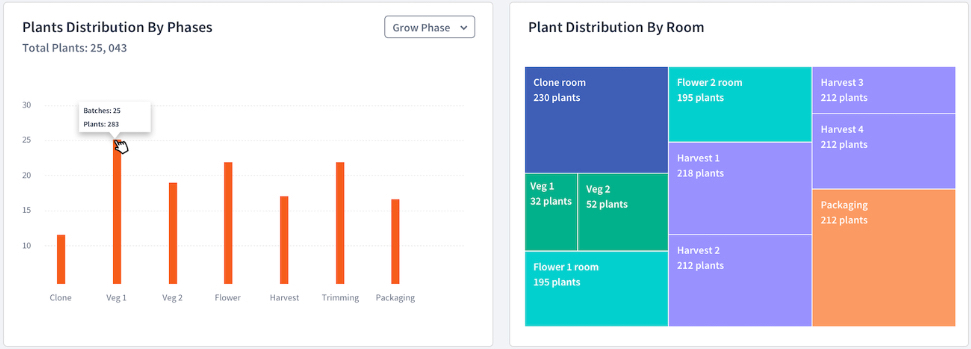 Plants Distribution By Phases
Grow Phase
Total Plants: 25, 043
30
25
20
15
10
Batches: 25
Plants: 283
Clone
Veg 1
Veg 2
Flower
Harvest
Trimming
Packaging
Plant Distribution By Room
Clone room
230 plants
Veg 1
32 plants
Veg 2
52 plants
Flower 1 room
195 plants
Flower 2 room
195 plants
Harvest 1
218 plants
Harvest 2
212 plants
Harvest 3
212 plants
Harvest 4
212 plants
Packaging
212 plants